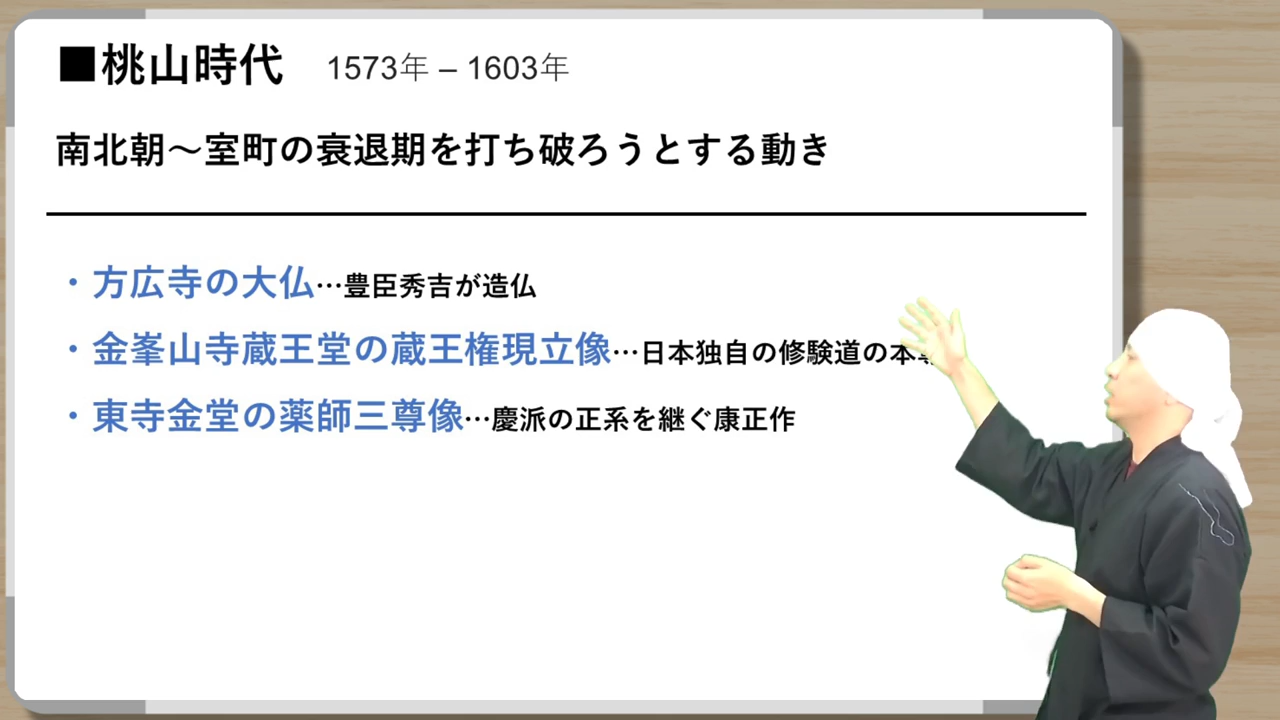 ■桃山時代 1573年 – 1603年
南北朝～室町の衰退期を打ち破ろうとする動き
・方広寺の大仏…豊臣秀吉が造仏
・金峯山寺蔵王堂の蔵王権現立像…日本独自の修験道の本
・東寺金堂の薬師三尊像…慶派の正系を継ぐ康正作